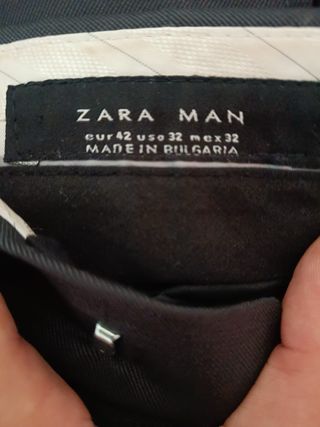 ZARA MAN
eur 42 usa 32 mex 32
MADE IN BULGARIA